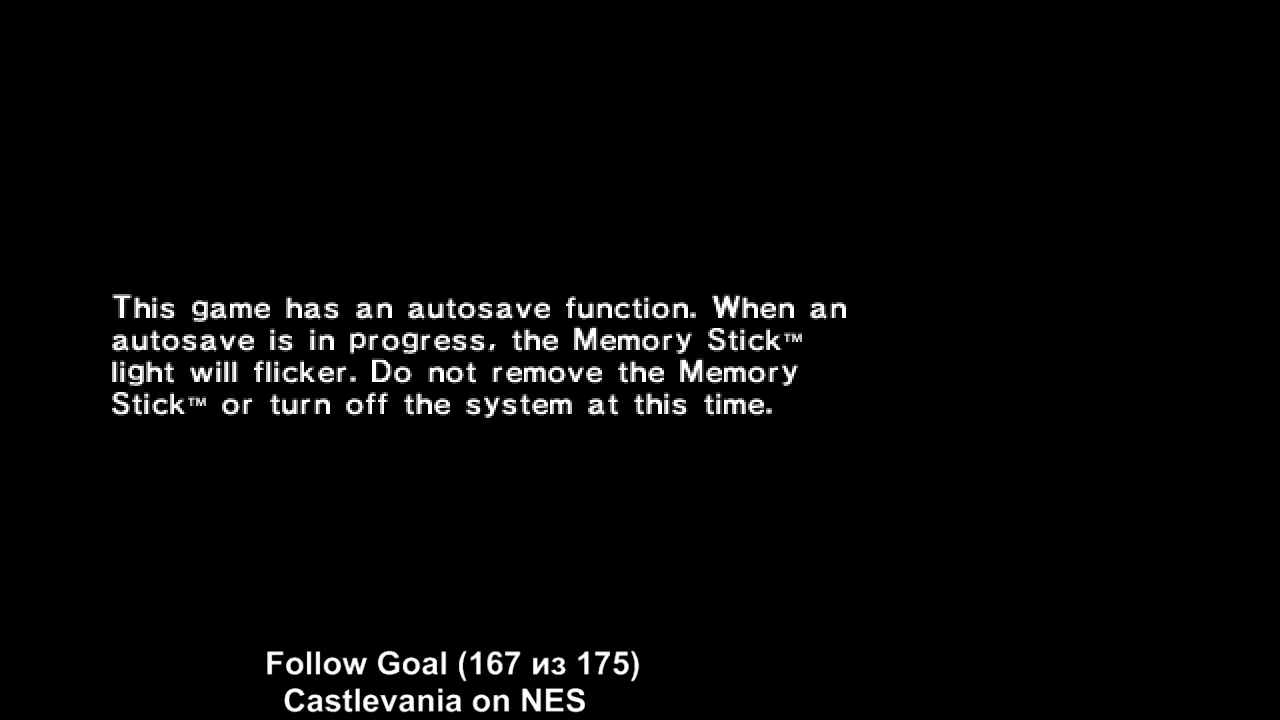 This game has an autosave function. When an
autosave is in progress, the Memory Stick™
light will flicker. Do not remove the Memory
Stick™ or turn off the system at this time.
Follow Goal (167 из 175)
Castlevania on NES